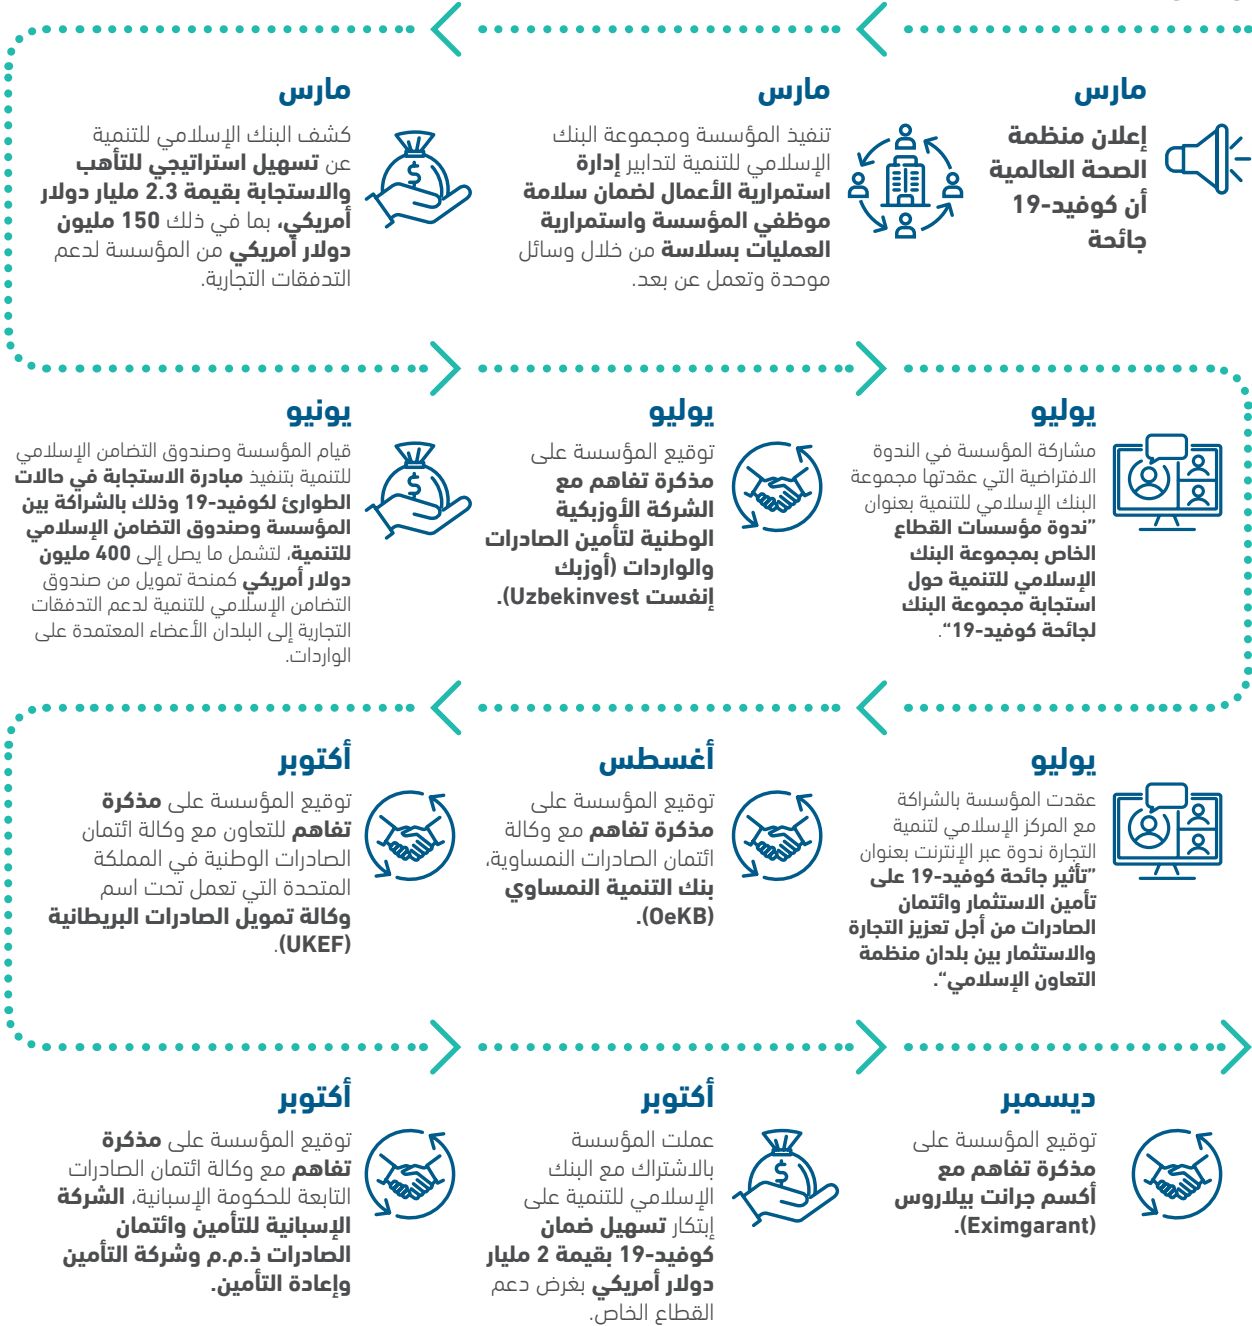 مارس
إعلان منظمة
الصحة العالمية
أن كوفيد-19
جائحة
مارس
تنفيذ المؤسسة ومجموعة البنك
الإسلامي للتنمية لتدابير إدارة
استمرارية الأعمال لضمان سلامة
موظفي المؤسسة واستمرارية
العمليات بسلاسة من خلال وسائل
موحدة وتعمل عن بعد.
مارس
كشف البنك الإسلامي للتنمية
عن تسهيل استراتيجي للتأهب
والاستجابة بقيمة 2.3 مليار دولار
أمريكي، بما في ذلك 150 مليون
دولار أمريكي من المؤسسة لدعم
التدفقات التجارية.
يونيو
قيام المؤسسة وصندوق التضامن الإسلامي
للتنمية بتنفيذ مبادرة الاستجابة في حالات
الطوارئ لكوفيد-19 وذلك بالشراكة بين
المؤسسة وصندوق التضامن الإسلامي
للتنمية، لتشمل ما يصل إلى 400 مليون
دولار أمريكي كمنحة تمويل من صندوق
التضامن الإسلامي للتنمية لدعم التدفقات
التجارية إلى البلدان الأعضاء المعتمدة على
الواردات.
يوليو
توقيع المؤسسة على
مذكرة تفاهم مع
الشركة الأوزبكية
الوطنية لتأمين الصادرات
والواردات (أوزبك
إنفست Uzbekinvest).
يوليو
مشاركة المؤسسة في الندوة
الافتراضية التي عقدتها مجموعة
البنك الإسلامي للتنمية بعنوان
”ندوة مؤسسات القطاع
الخاص بمجموعة البنك
الإسلامي للتنمية حول
استجابة مجموعة البنك
لجائحة كوفيد-19“.
يوليو
عقدت المؤسسة بالشراكة
مع المركز الإسلامي لتنمية
التجارة ندوة عبر الإنترنت بعنوان
”تأثير جائحة كوفيد-19 على
تأمين الاستثمار وائتمان
الصادرات من أجل تعزيز التجارة
والاستثمار بين بلدان منظمة
التعاون الإسلامي“.
أغسطس
توقيع المؤسسة على
مذكرة تفاهم مع وكالة
ائتمان الصادرات النمساوية،
بنك التنمية النمساوي
(OeKB).
أكتوبر
توقيع المؤسسة على مذكرة
تفاهم للتعاون مع وكالة ائتمان
الصادرات الوطنية في المملكة
المتحدة التي تعمل تحت اسم
وكالة تمويل الصادرات البريطانية
(UKEF).
أكتوبر
توقيع المؤسسة على مذكرة
تفاهم مع وكالة ائتمان الصادرات
التابعة للحكومة الإسبانية، الشركة
الإسبانية للتأمين وائتمان
الصادرات ذ.م.م وشركة التأمين
وإعادة التأمين.
أكتوبر
عملت المؤسسة
بالاشتراك مع البنك
الإسلامي للتنمية على
إبتكار تسهيل ضمان
كوفيد-19 بقيمة 2 مليار
دولار أمريكي بغرض دعم
القطاع الخاص.
ديسمبر
توقيع المؤسسة على
مذكرة تفاهم مع
أكسم جرانت بيلاروس
(Eximgarant).